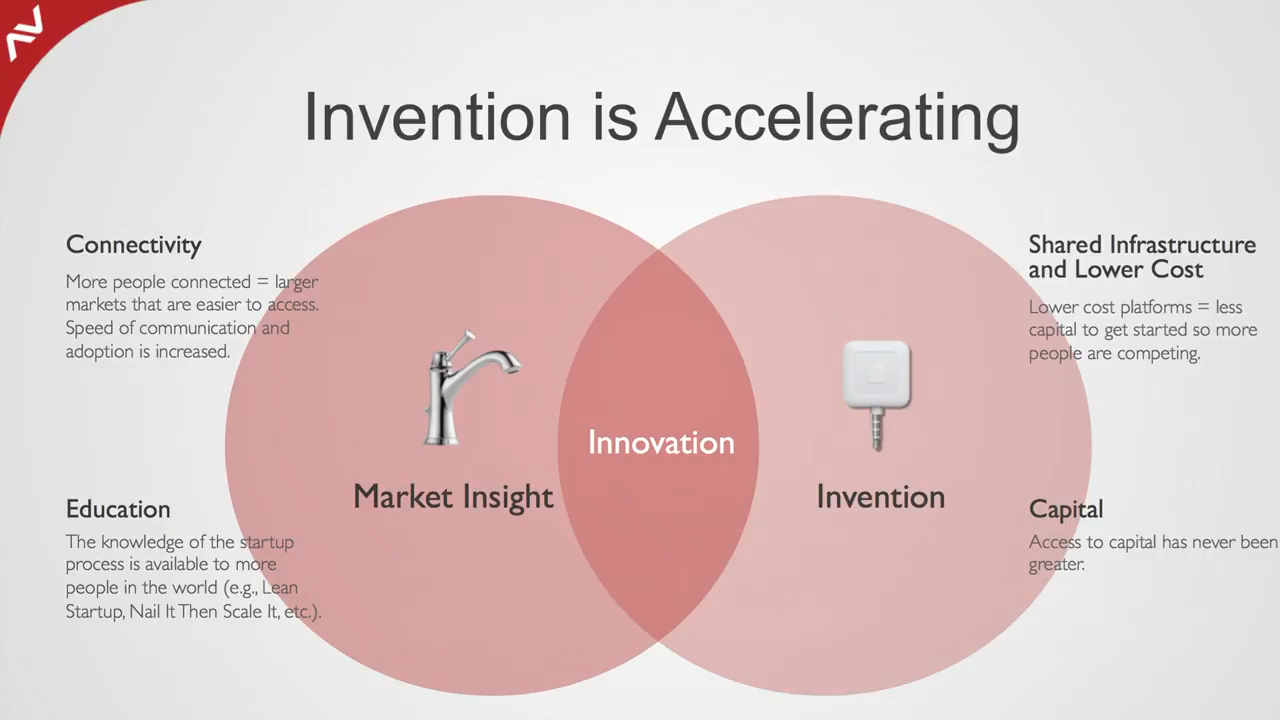 Invention is Accelerating
Connectivity
More people connected = larger
markets that are easier to access.
Speed of communication and
adoption is increased.
Education
The knowledge of the startup
process is available to more
people in the world (e.g., Lean
Startup, Nail It Then Scale It, etc.).
Market Insight
Innovation
Invention
Shared Infrastructure
and Lower Cost
Lower cost platforms = less
capital to get started so more
people are competing.
Capital
Access to capital has never been
greater.